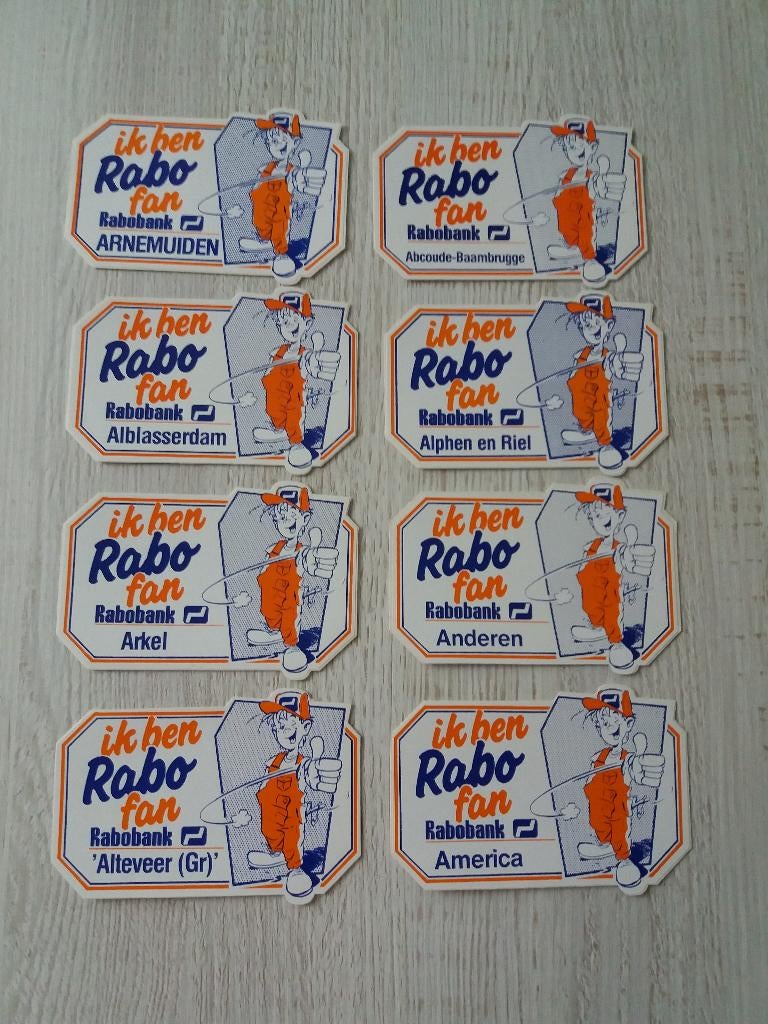 ik ben
Rabo
fan
Rabobank
ARNEMUIDEN
ik ben
Rabo
fan
Rabobank
Abcoude-Baambrugge
ik ben
Rabo
fan
Rabobank
Alblasserdam
ik ben
Rabo
fan
Rabobank
Alphen en Riel
ik ben
Rabo
fan
Rabobank
Arkel
ik ben
Rabo
fan
Rabobank
Anderen
ik ben
Rabo
fan
Rabobank
'Alteveer (Gr)'
ik ben
Rabo
fan
Rabobank
America